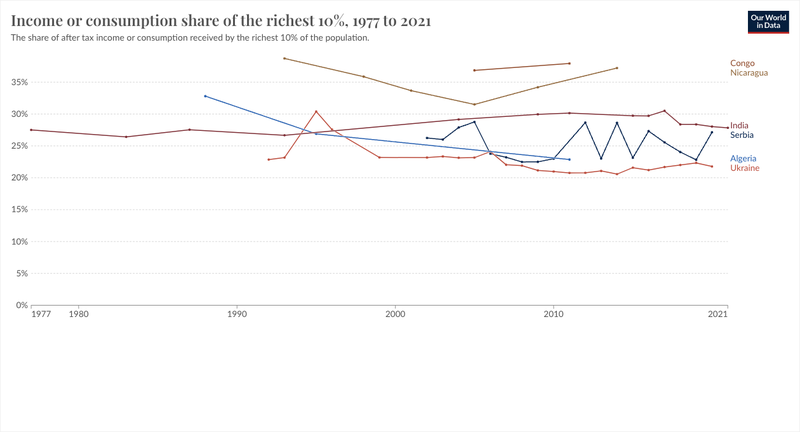 Income or consumption share of the richest 10%, 1977 to 2021
The share of after tax income or consumption received by the richest 10% of the population.
Our World
in Data
35%
30%
25%
20%
15%
10%
5%
0%
1977
1980
1990
2000
2010
2021
Congo
Nicaragua
India
Serbia
Algeria
Ukraine